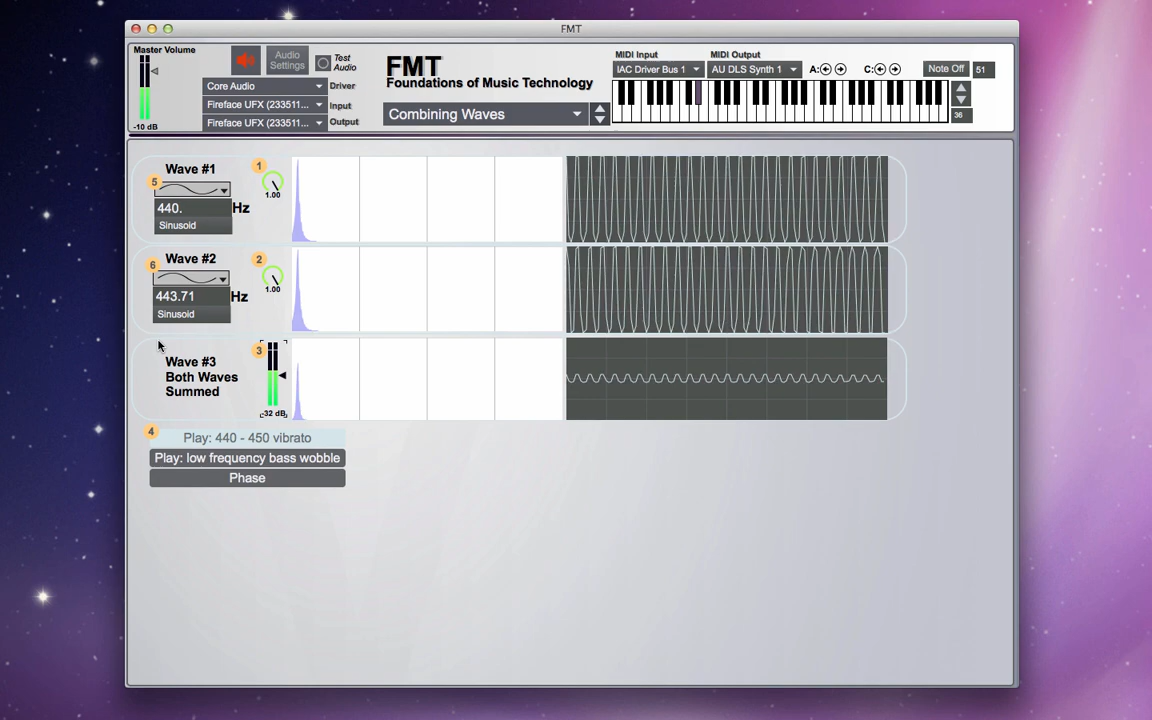 FMT
Master Volume
-10 dB
Audio Settings
Test Audio
Core Audio Driver
Fireface UFX (233511... Input
Fireface UFX (233511... Output
FMT
Foundations of Music Technology
Combining Waves
MIDI Input
IAC Driver Bus 1
MIDI Output
AU DLS Synth 1
A:
C:
Note Off
51
36
Wave #1
5
1
1.00
440. Hz
Sinusoid
Wave #2
6
2
1.00
443.71 Hz
Sinusoid
3
Wave #3
Both Waves
Summed
-32 dB
4
Play: 440 - 450 vibrato
Play: low frequency bass wobble
Phase